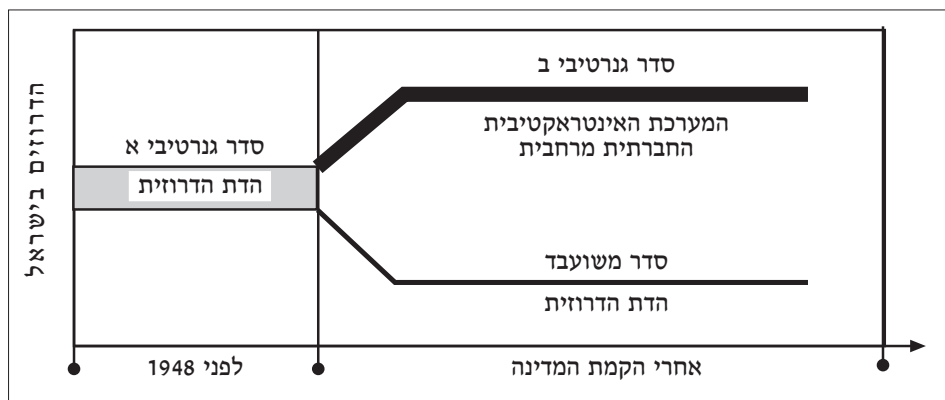 הדרוזים בישראל
סדר גנרטיבי א
הדת הדרוזית
סדר גנרטיבי ב
המערכת האינטראקטיבית
החברתית מרחבית
סדר משועבד
הדת הדרוזית
לפני 1948
אחרי הקמת המדינה